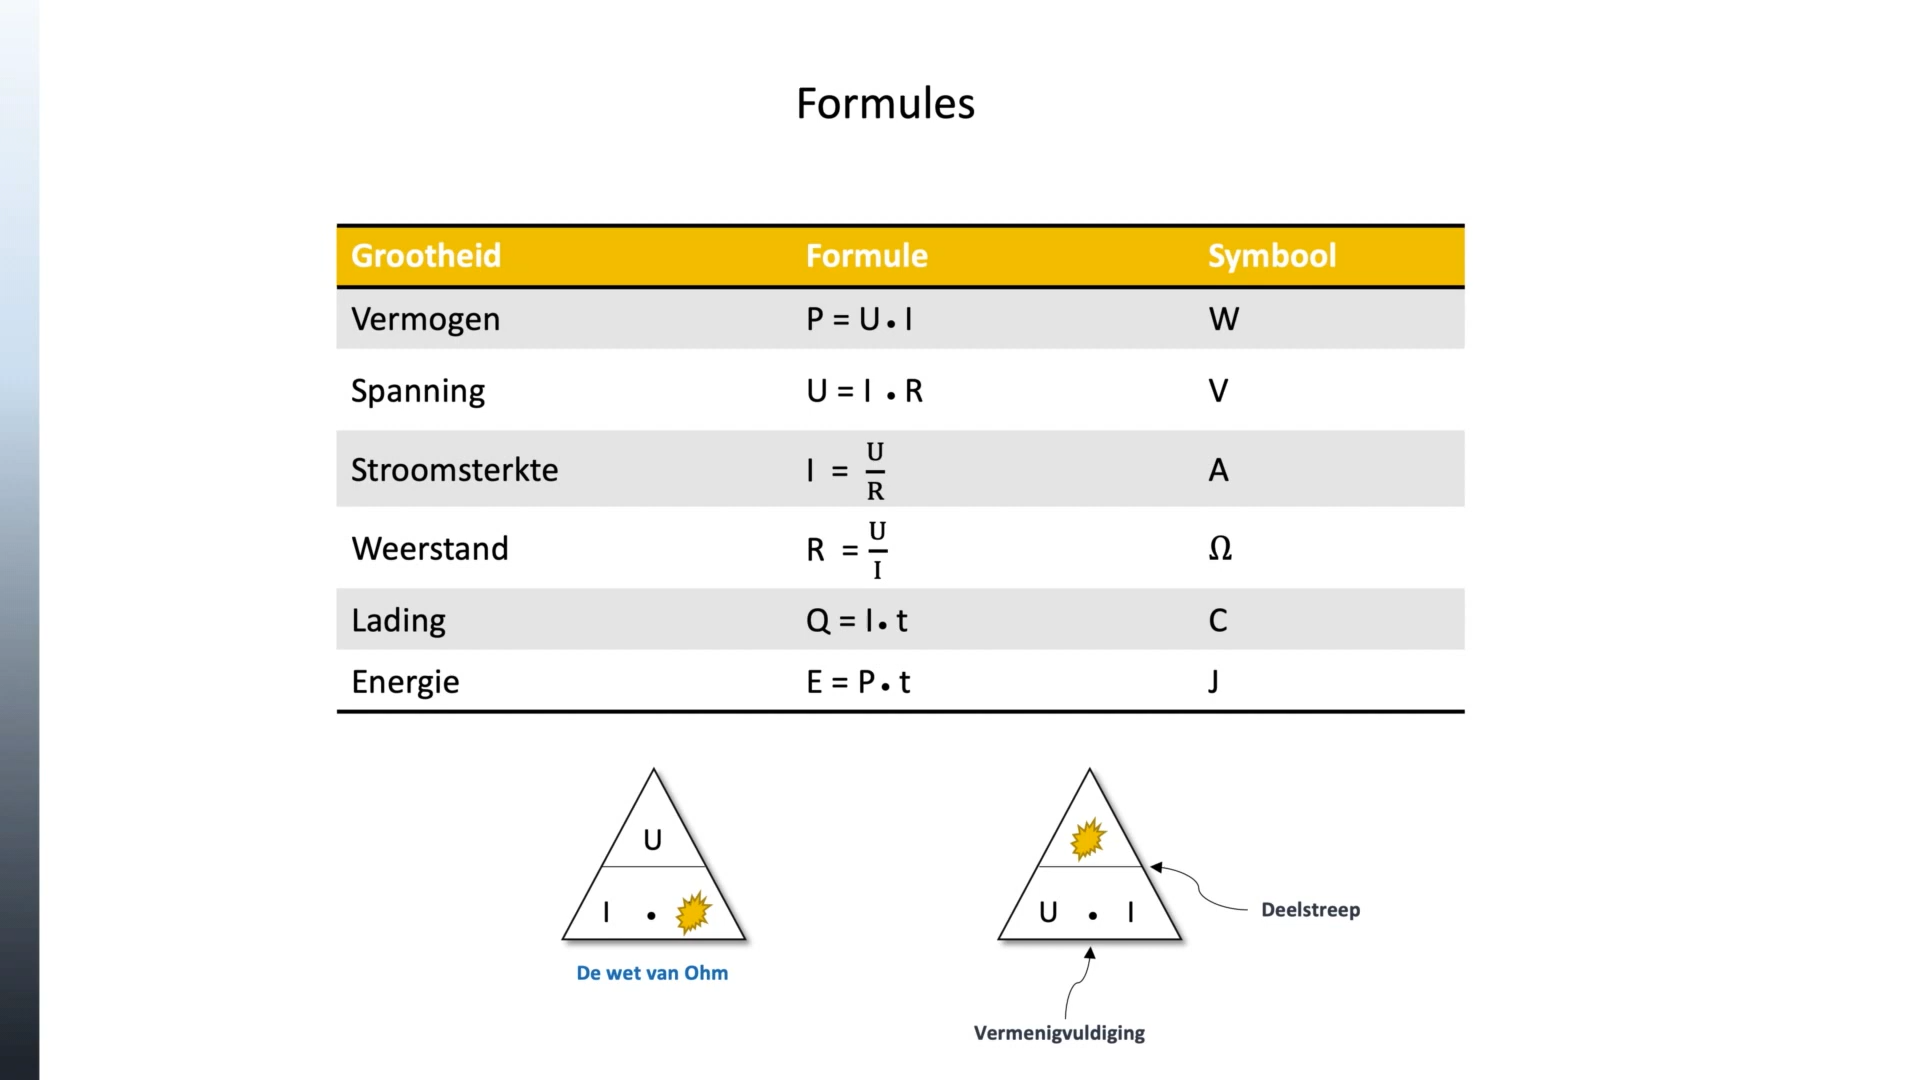 Formules
Grootheid Formule Symbool
Vermogen P = U • I W
Spanning U = I • R V
Stroomsterkte I = U/R A
Weerstand R = U/I Ω
Lading Q = I • t C
Energie E = P • t J
U
I •
De wet van Ohm
U • I
Deelstreep
Vermenigvuldiging